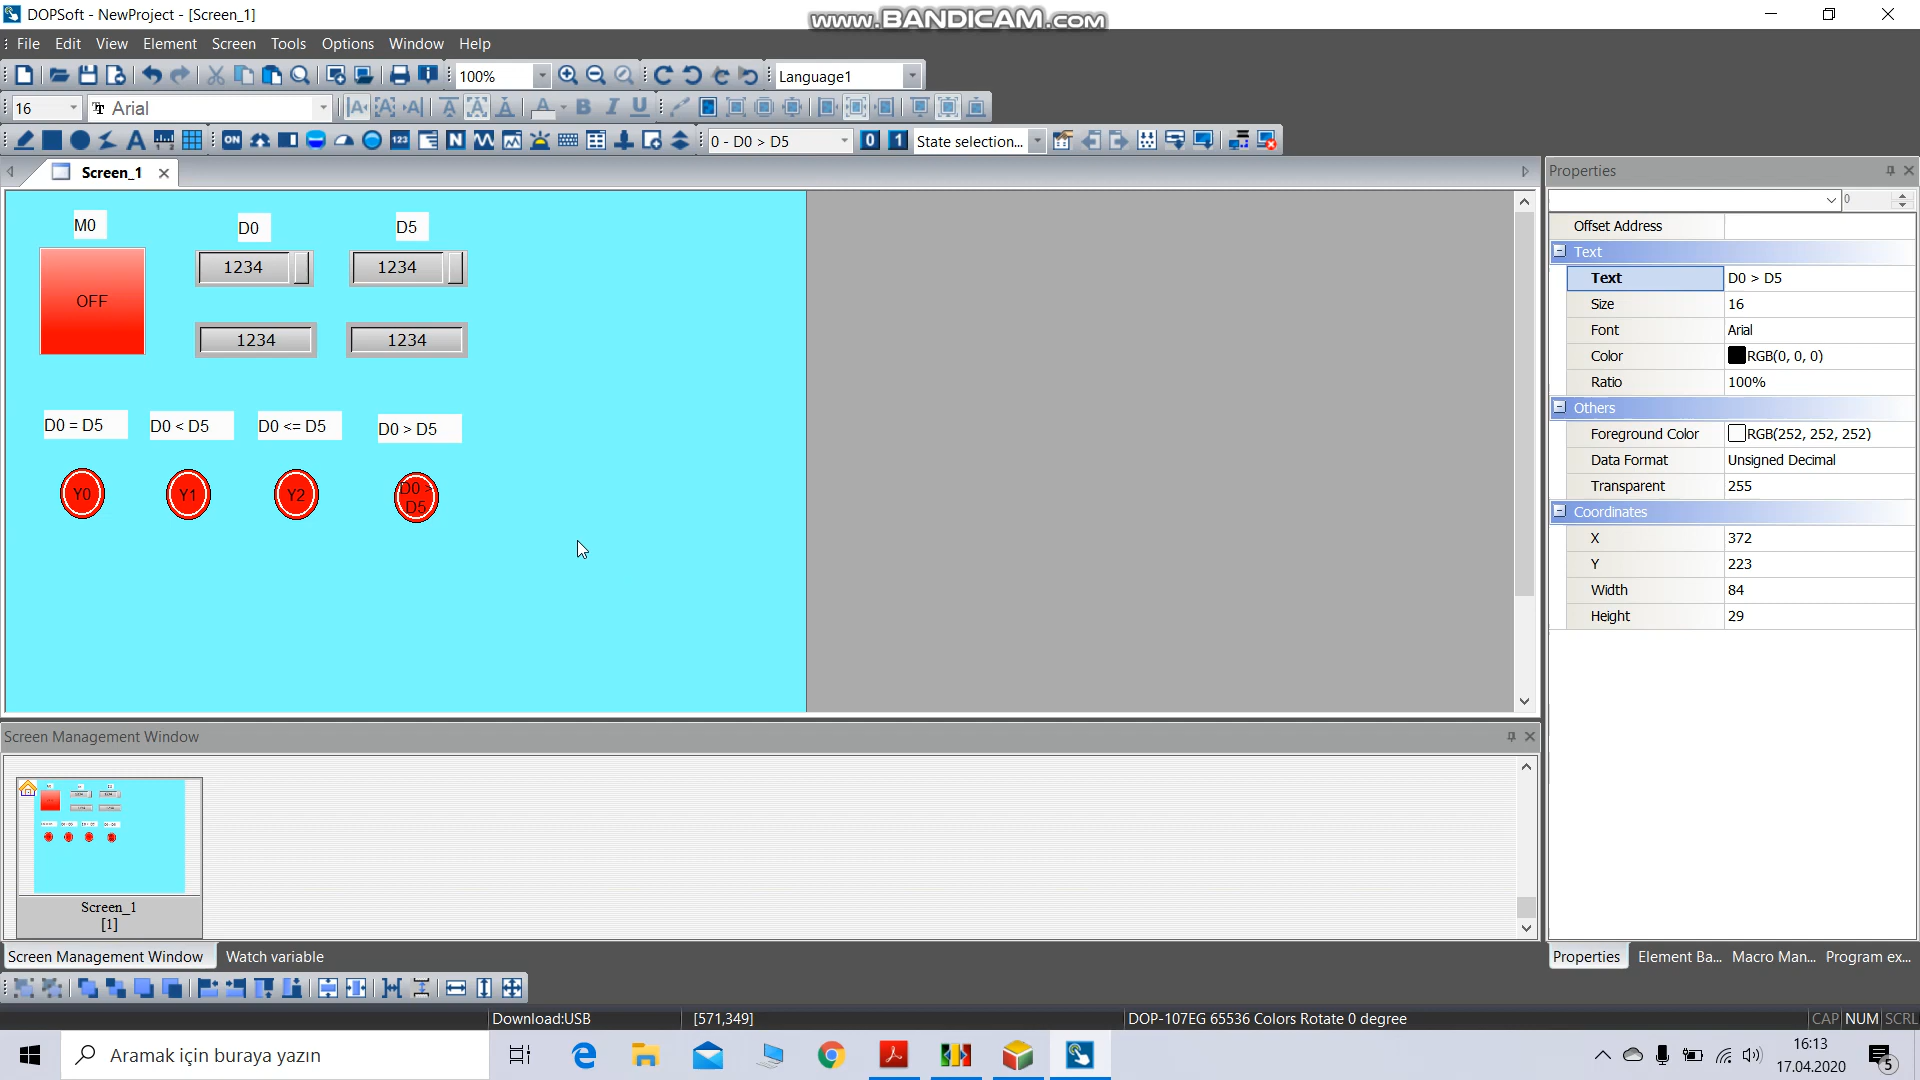 DOPSoft - NewProject - [Screen_1]
www.BANDICAM.com
File Edit View Element Screen Tools Options Window Help
100% Language1
16 Arial
0 - D0 > D5 State selection...
Screen_1
M0 D0 D5
1234 1234
OFF
1234 1234
D0 = D5 D0 < D5 D0 <= D5 D0 > D5
Y0 Y1 Y2 D0 > D5
Properties
0
Offset Address
Text
Text D0 > D5
Size 16
Font Arial
Color RGB(0, 0, 0)
Ratio 100%
Others
Foreground Color RGB(252, 252, 252)
Data Format Unsigned Decimal
Transparent 255
Coordinates
X 372
Y 223
Width 84
Height 29
Screen Management Window
Screen_1
[1]
Screen Management Window Watch variable
Properties Element Ba... Macro Man... Program ex...
Download:USB [571,349] DOP-107EG 65536 Colors Rotate 0 degree CAP NUM SCRL
Aramak için buraya yazın
16:13
17.04.2020
5